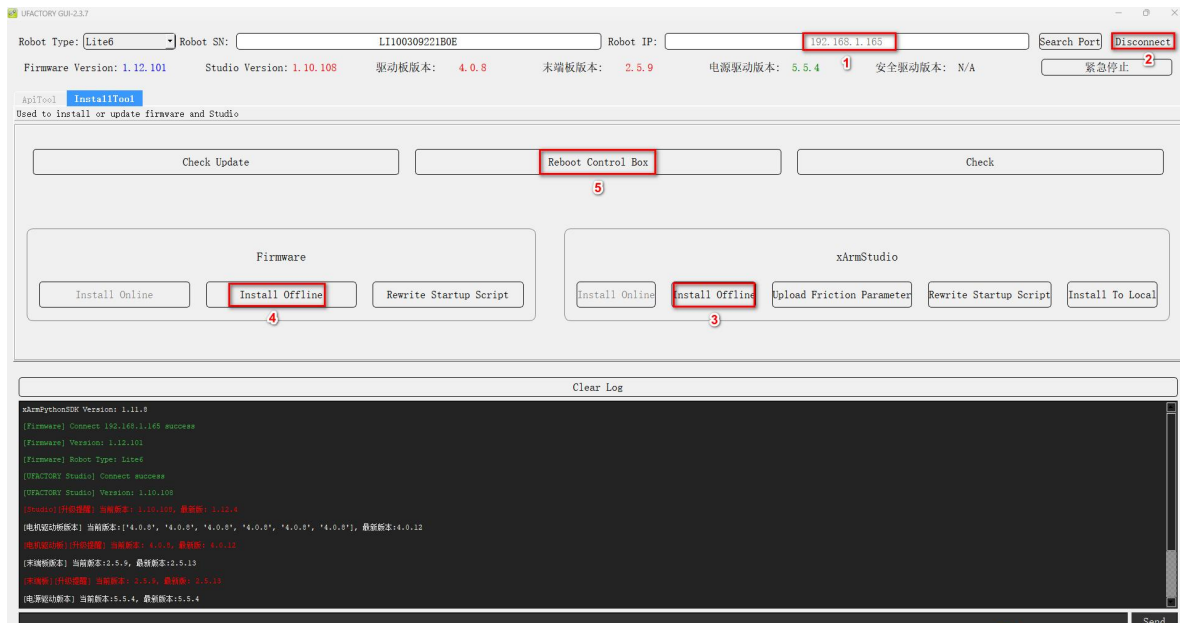 UFACTORY GUI-2.3.7
Robot Type: Lite6 Robot SN: LI100309221B0E Robot IP: 192.168.1.165 Search Port Disconnect
Firmware Version: 1.12.101 Studio Version: 1.10.108 驱动板版本: 4.0.8 末端板版本: 2.5.9 电源驱动版本: 5.5.4 1 安全驱动版本: N/A 紧急停止 2
ApiTool InstallTool
Used to install or update firmware and Studio
Check Update Reboot Control Box Check
5
Firmware xArmStudio
Install Online Install Offline Rewrite Startup Script Install Online Install Offline Upload Friction Parameter Rewrite Startup Script Install To Local
4 3
Clear Log
xArmPythonSDK Version: 1.11.8
[Firmware] Connect 192.168.1.165 success
[Firmware] Version: 1.12.101
[Firmware] Robot Type: Lite6
[UFACTORY Studio] Connect success
[UFACTORY Studio] Version: 1.10.108
[Studio][升级提醒] 当前版本: 1.10.108, 最新版: 1.12.4
[电机驱动板版本] 当前版本:['4.0.8', '4.0.8', '4.0.8', '4.0.8', '4.0.8', '4.0.8'], 最新版本:4.0.12
[电机驱动板][升级提醒] 当前版本: 4.0.8, 最新版: 4.0.12
[末端板版本] 当前版本:2.5.9, 最新版本:2.5.13
[末端板][升级提醒] 当前版本: 2.5.9, 最新版: 2.5.13
[电源驱动版本] 当前版本:5.5.4, 最新版本:5.5.4
Send